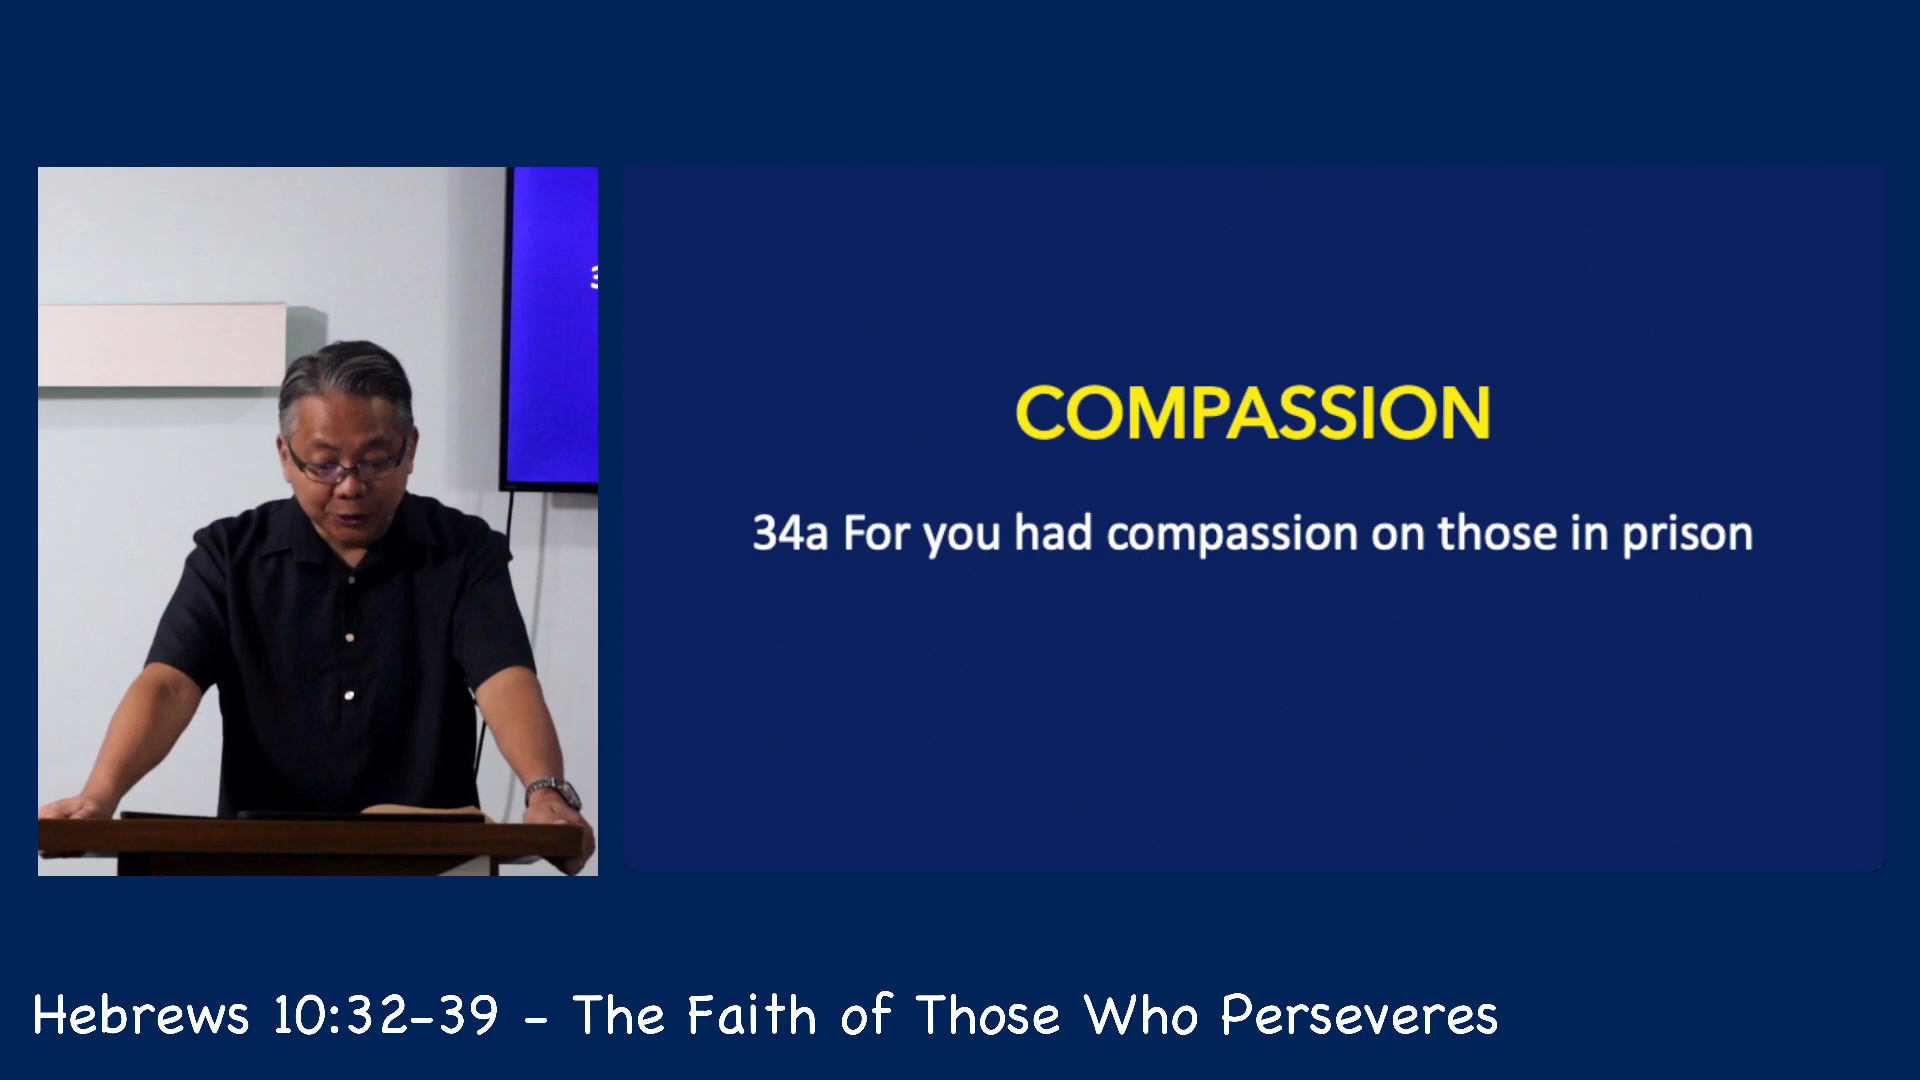 COMPASSION
34a For you had compassion on those in prison
Hebrews 10:32-39 - The Faith of Those Who Perseveres